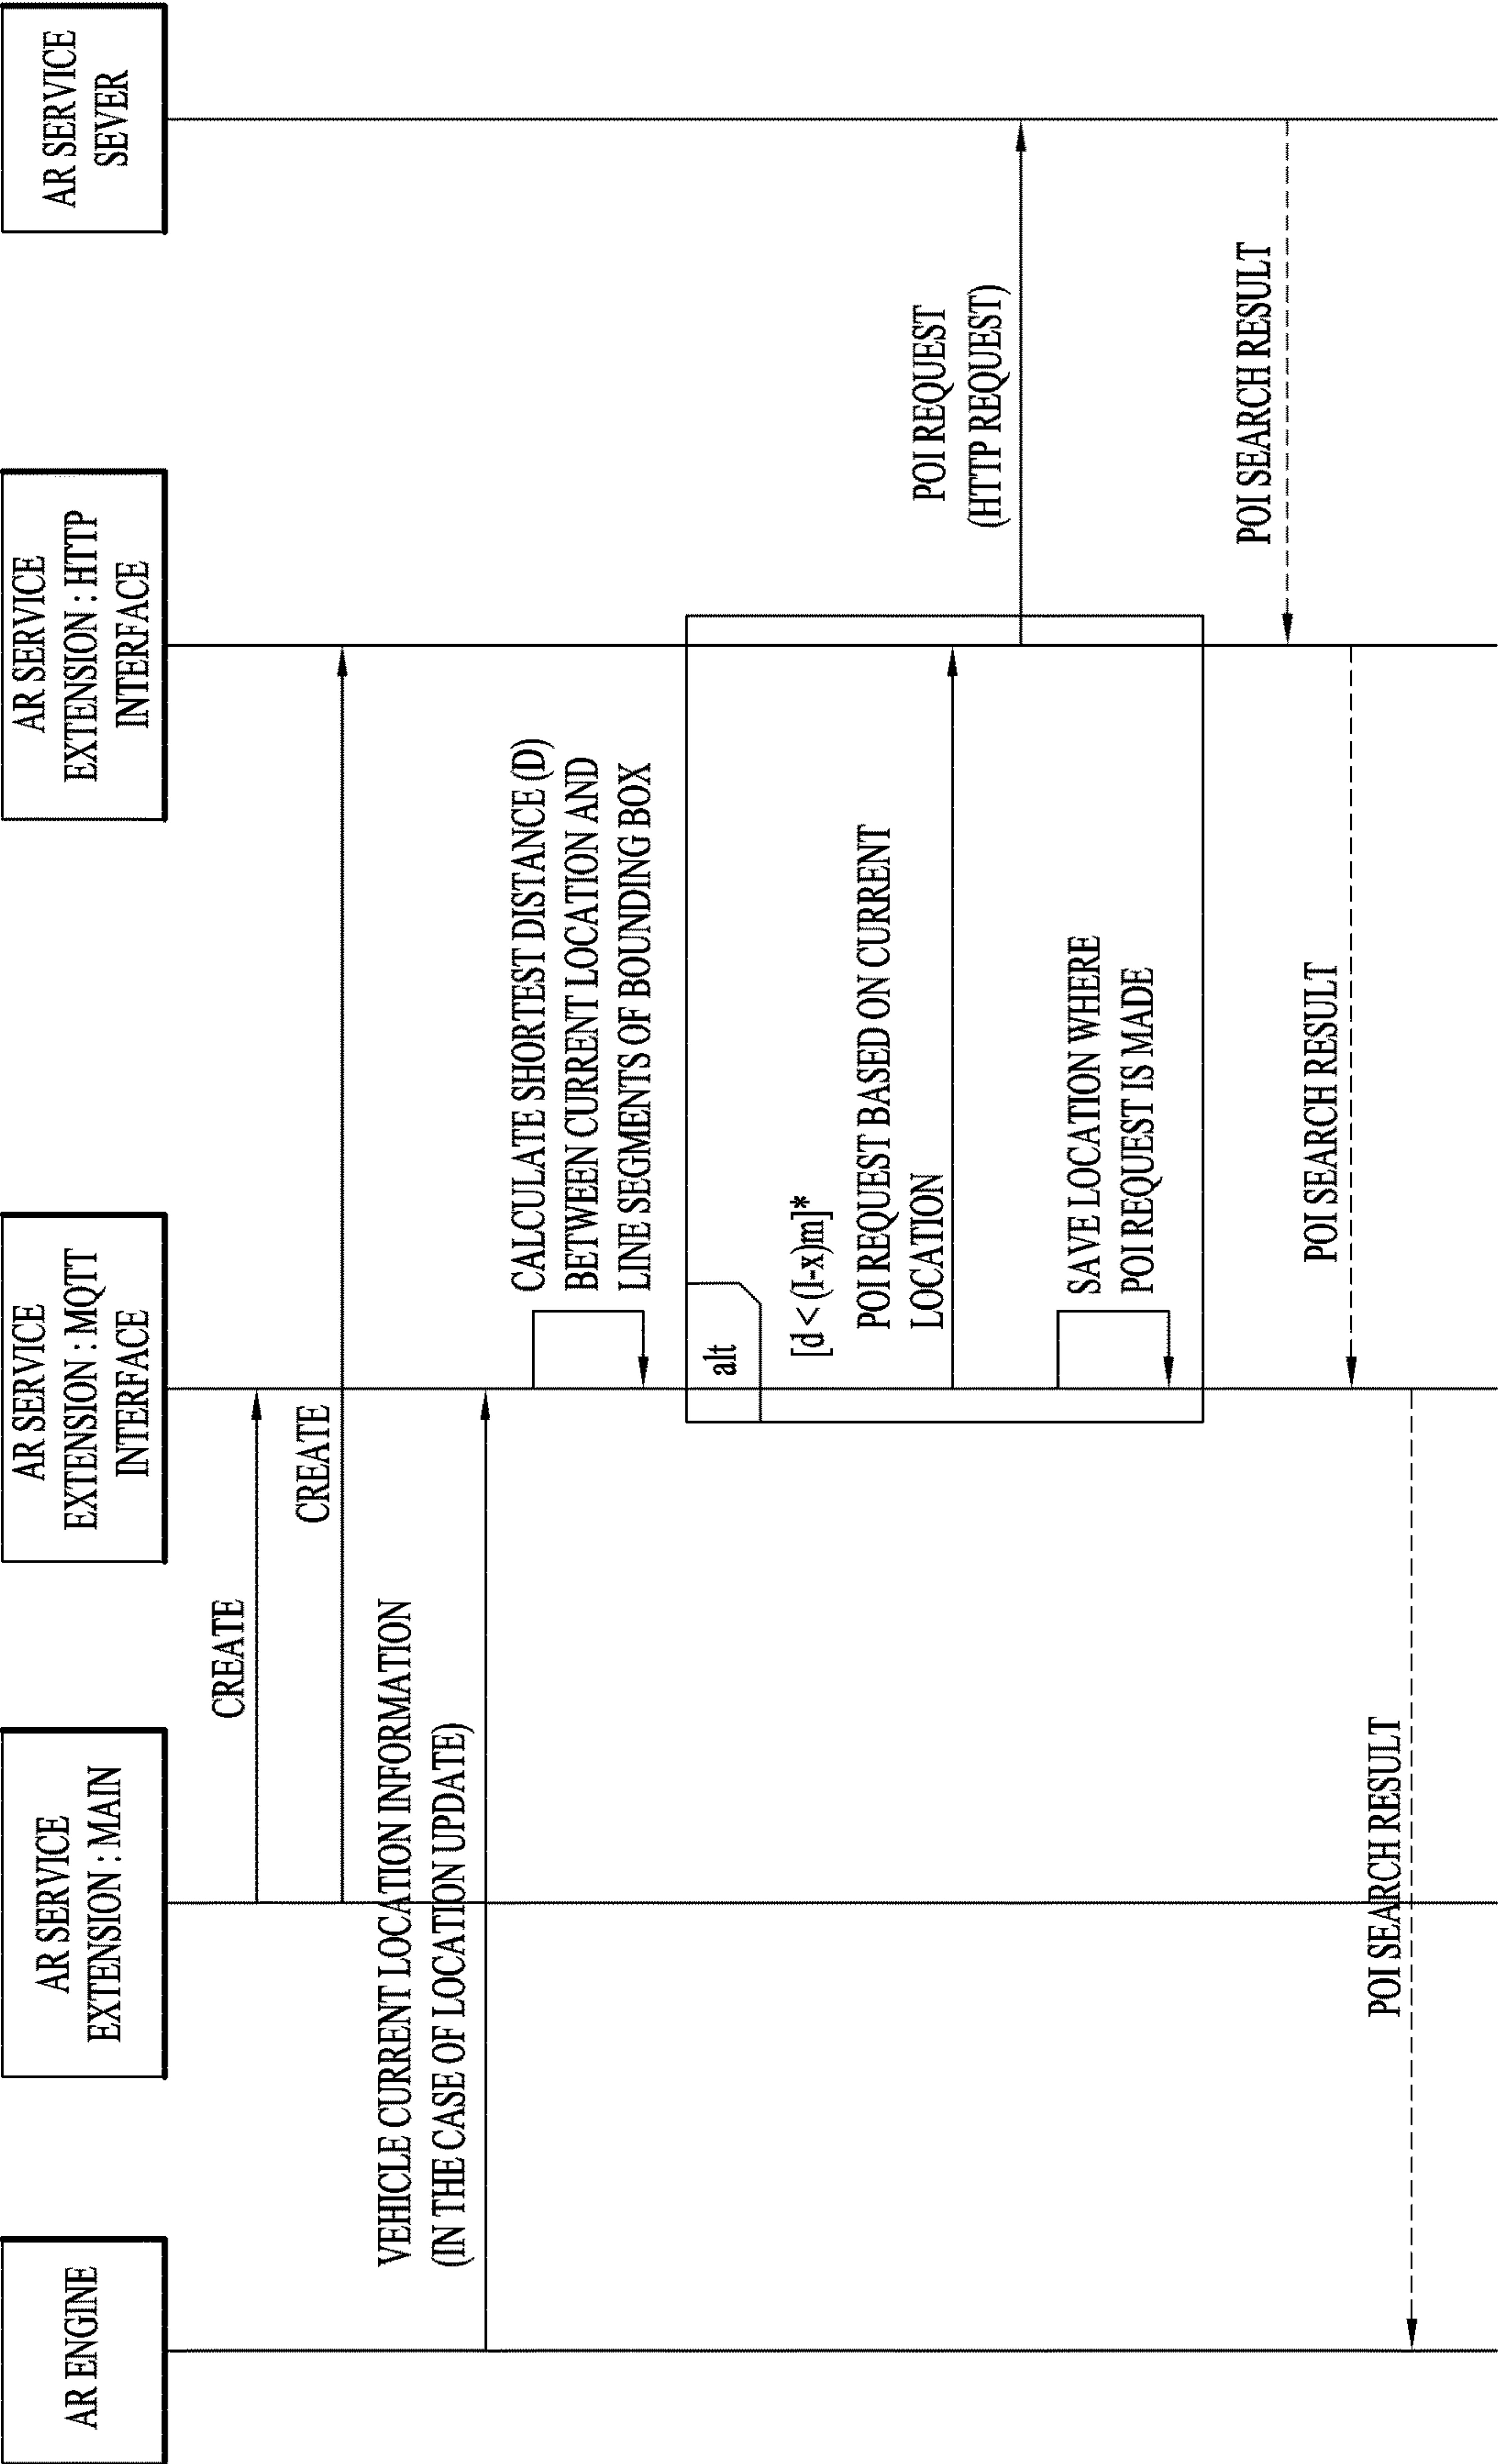 AR ENGINE
AR SERVICE
EXTENSION : MAIN
AR SERVICE
EXTENSION : MQTT
INTERFACE
AR SERVICE
EXTENSION : HTTP
INTERFACE
AR SERVICE
SEVER
CREATE
CREATE
VEHICLE CURRENT LOCATION INFORMATION
(IN THE CASE OF LOCATION UPDATE)
CALCULATE SHORTEST DISTANCE (D)
BETWEEN CURRENT LOCATION AND
LINE SEGMENTS OF BOUNDING BOX
alt
[d < (I-x)m]*
POI REQUEST BASED ON CURRENT
LOCATION
POI REQUEST
(HTTP REQUEST)
SAVE LOCATION WHERE
POI REQUEST IS MADE
POI SEARCH RESULT
POI SEARCH RESULT
POI SEARCH RESULT